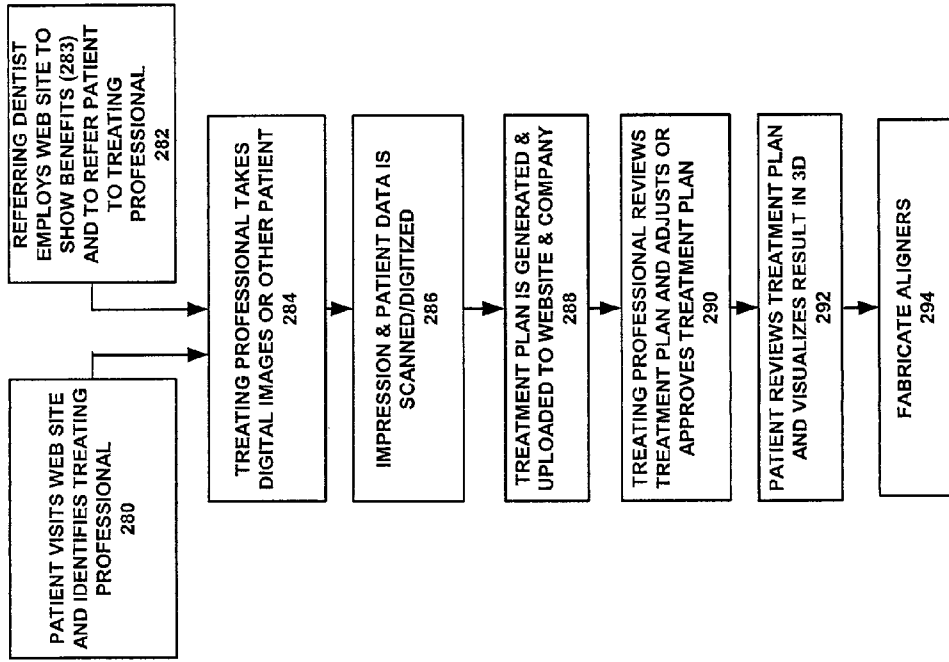 PATIENT VISITS WEB SITE
AND IDENTIFIES TREATING
PROFESSIONAL
280
REFERRING DENTIST
EMPLOYS WEB SITE TO
SHOW BENEFITS (283)
AND TO REFER PATIENT
TO TREATING
PROFESSIONAL
282
TREATING PROFESSIONAL TAKES
DIGITAL IMAGES OR OTHER PATIENT
284
IMPRESSION & PATIENT DATA IS
SCANNED/DIGITIZED
286
TREATMENT PLAN IS GENERATED &
UPLOADED TO WEBSITE & COMPANY
288
TREATING PROFESSIONAL REVIEWS
TREATMENT PLAN AND ADJUSTS OR
APPROVES TREATMENT PLAN
290
PATIENT REVIEWS TREATMENT PLAN
AND VISUALIZES RESULT IN 3D
292
FABRICATE ALIGNERS
294